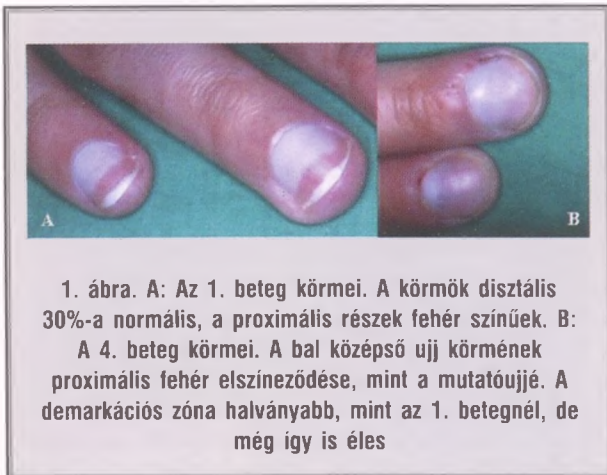 A
B
1. ábra. A: Az 1. beteg körmei. A körmök disztális
30%-a normális, a proximális részek fehér színűek. B:
A 4. beteg körmei. A bal középső ujj körmének
proximális fehér elszíneződése, mint a mutatóujjé. A
demarkációs zóna halványabb, mint az 1. betegnél, de
még így is éles